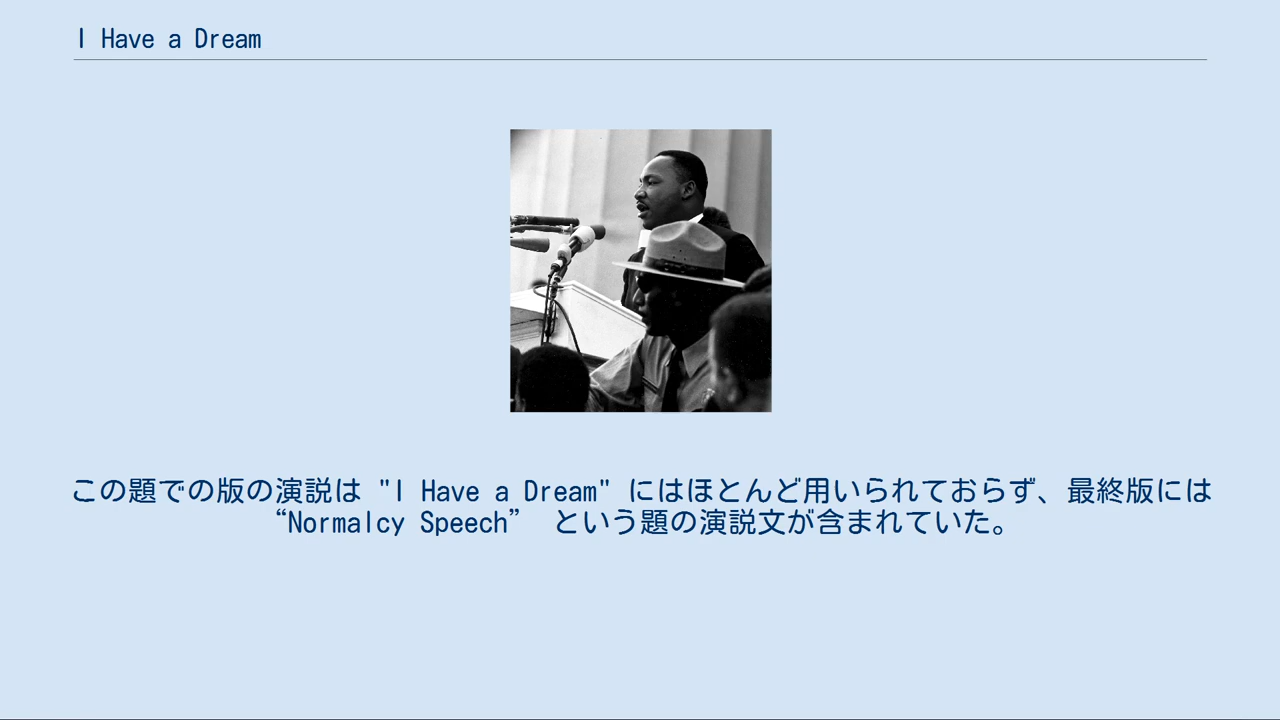 I Have a Dream
この題での版の演説は "I Have a Dream" にはほとんど用いられておらず、最終版には
“Normalcy Speech” という題の演説文が含まれていた。